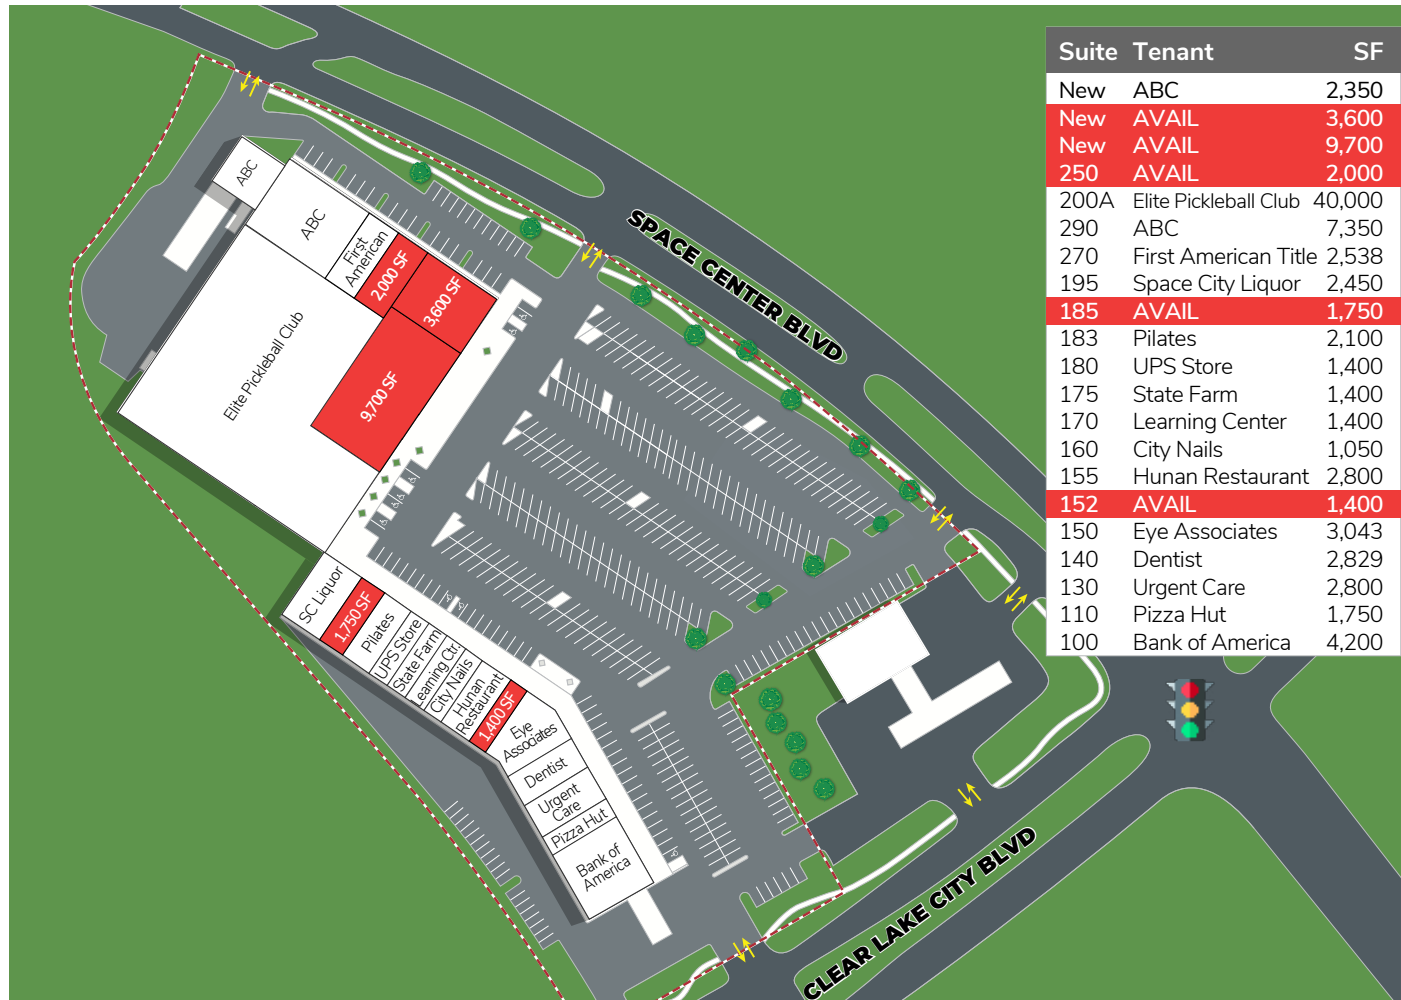 Suite Tenant SF
New ABC 2,350
New AVAIL 3,600
New AVAIL 9,700
250 AVAIL 2,000
200A Elite Pickleball Club 40,000
290 ABC 7,350
270 First American Title 2,538
195 Space City Liquor 2,450
185 AVAIL 1,750
183 Pilates 2,100
180 UPS Store 1,400
175 State Farm 1,400
170 Learning Center 1,400
160 City Nails 1,050
155 Hunan Restaurant 2,800
152 AVAIL 1,400
150 Eye Associates 3,043
140 Dentist 2,829
130 Urgent Care 2,800
110 Pizza Hut 1,750
100 Bank of America 4,200
SPACE CENTER BLVD
ABC
ABC
First
American
2,000 SF
3,600 SF
Elite Pickleball Club
9,700 SF
SC Liquor
1,750 SF
Pilates
UPS Store
State Farm
Learning Ctr.
City Nails
Hunan
Restaurant
1,400 SF
Eye
Associates
Dentist
Urgent
Care
Pizza Hut
Bank of
America
CLEAR LAKE CITY BLVD